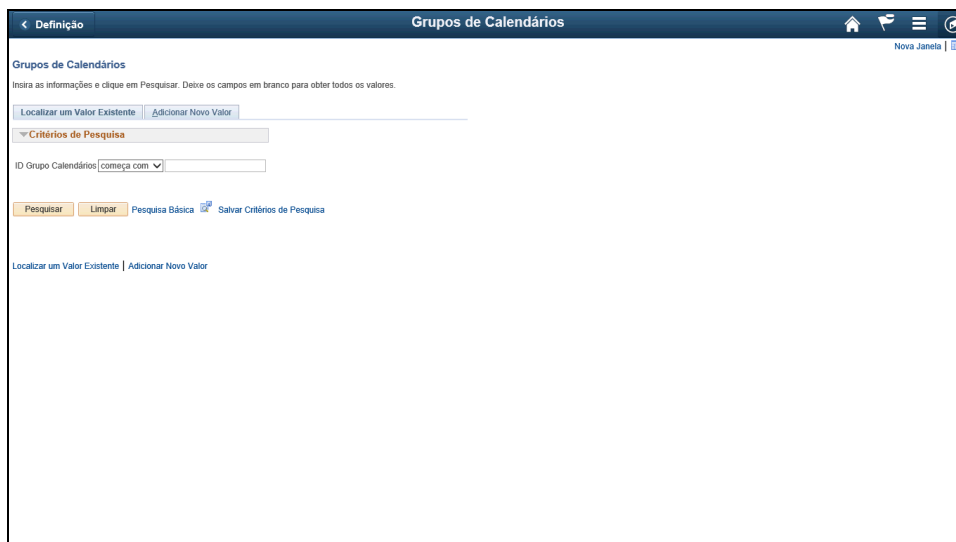 Definição
Grupos de Calendários
Nova Janela |
Grupos de Calendários
Insira as informações e clique em Pesquisar. Deixe os campos em branco para obter todos os valores.
Localizar um Valor Existente Adicionar Novo Valor
Critérios de Pesquisa
ID Grupo Calendários começa com
Pesquisar Limpar Pesquisa Básica Salvar Critérios de Pesquisa
Localizar um Valor Existente | Adicionar Novo Valor